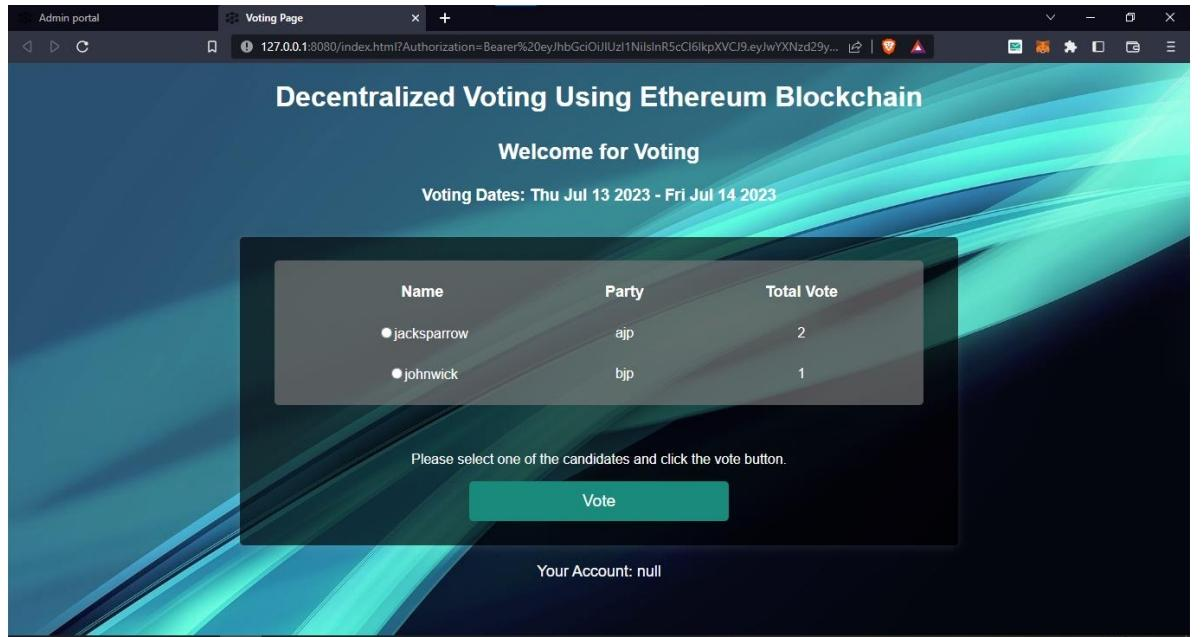 Admin portal
Voting Page
127.0.0.1:8080/index.html?Authorization=Bearer%20eyJhbGciOiJIUzI1NiIsInR5cCI6IkpXVCJ9.eyJwYXNzd29y...
Decentralized Voting Using Ethereum Blockchain
Welcome for Voting
Voting Dates: Thu Jul 13 2023 - Fri Jul 14 2023
Name Party Total Vote
jacksparrow ajp 2
johnwick bjp 1
Please select one of the candidates and click the vote button.
Vote
Your Account: null